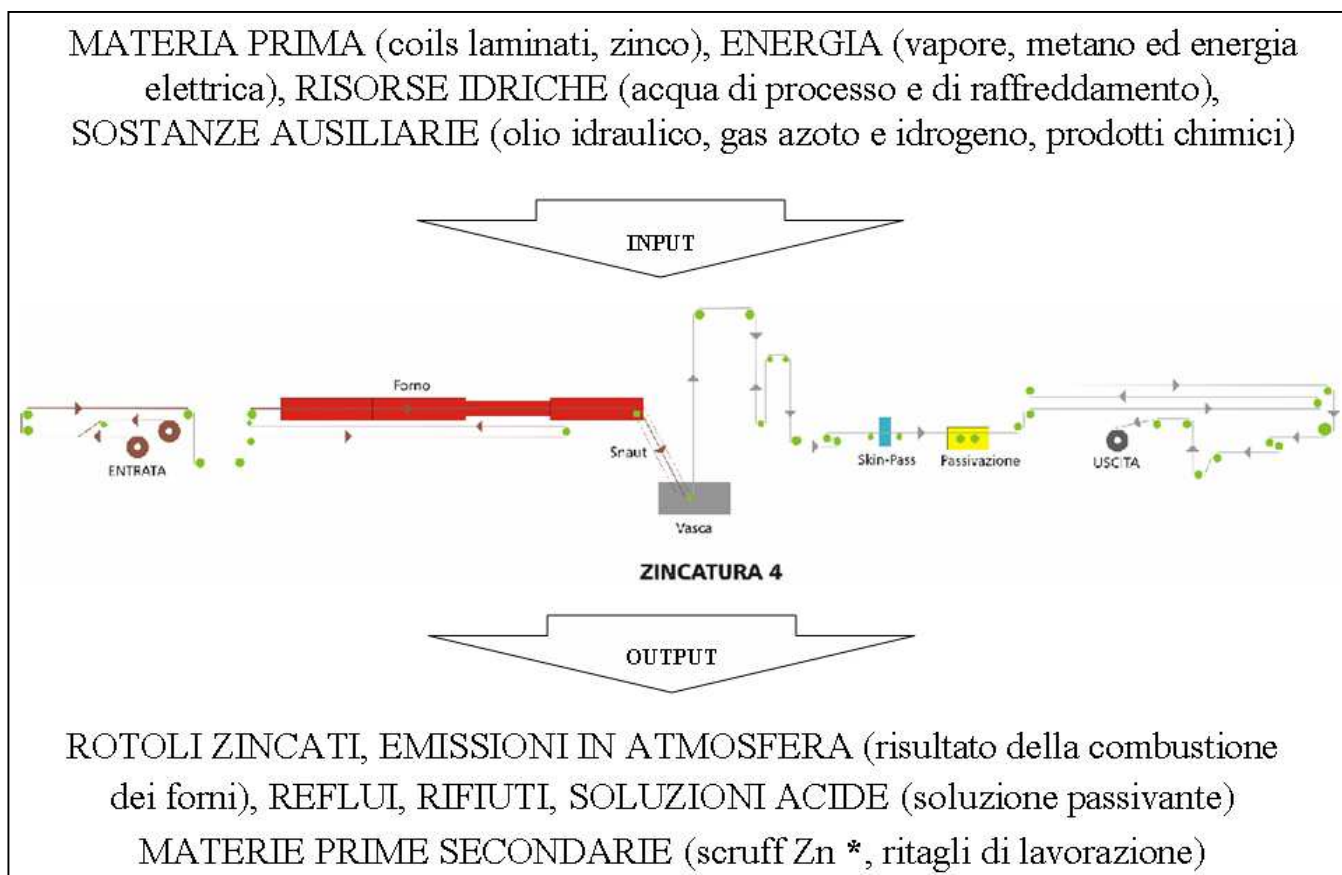 MATERIA PRIMA (coils laminati, zinco), ENERGIA (vapore, metano ed energia
elettrica), RISORSE IDRICHE (acqua di processo e di raffreddamento),
SOSTANZE AUSILIARIE (olio idraulico, gas azoto e idrogeno, prodotti chimici)
INPUT
Forno
ENTRATA
Snaut
Skin-Pass
Passivazione
USCITA
Vasca
ZINCATURA 4
OUTPUT
ROTOLI ZINCATI, EMISSIONI IN ATMOSFERA (risultato della combustione
dei forni), REFLUI, RIFIUTI, SOLUZIONI ACIDE (soluzione passivante)
MATERIE PRIME SECONDARIE (scruff Zn *, ritagli di lavorazione)